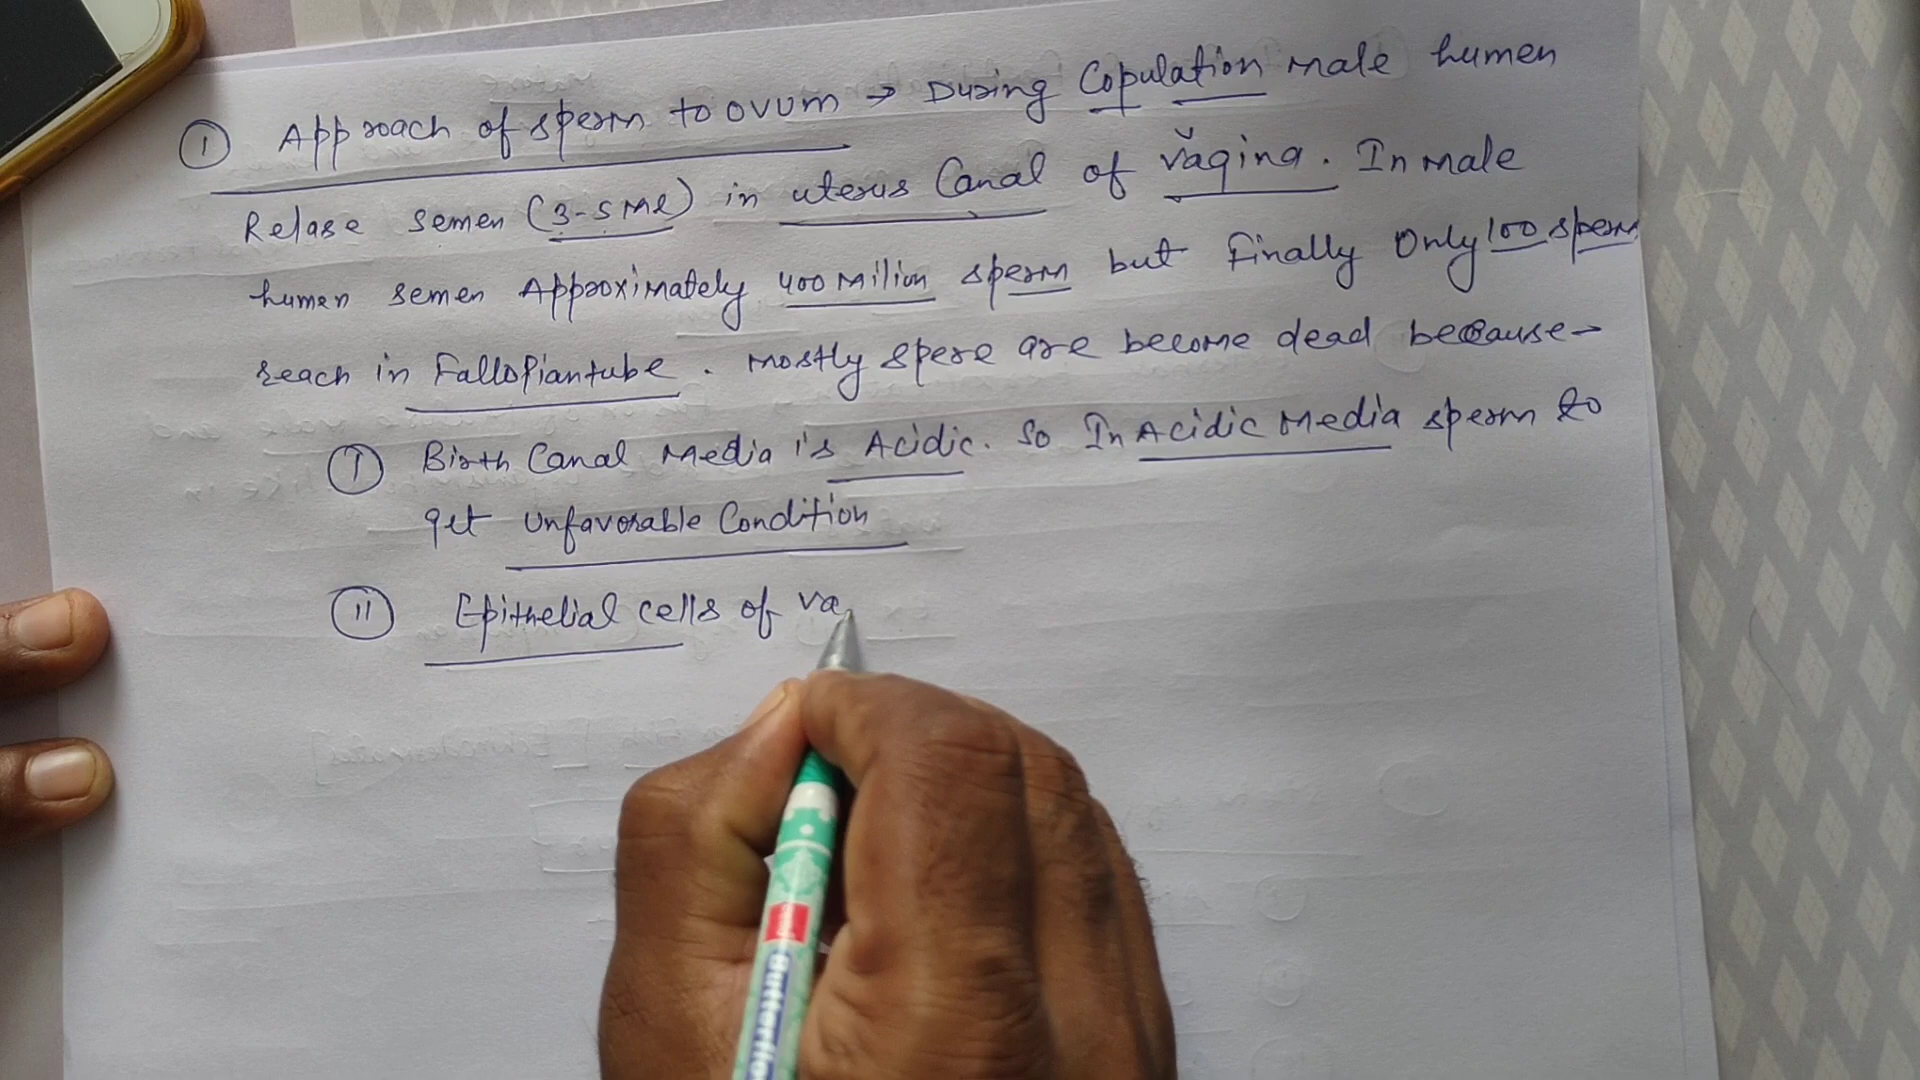 ① Approach of sperm to ovum → During Copulation male humen
Relase semen (3-5 ml) in uterus Canal of vagina. In male
humen semen Approximately 400 milion sperm but finally Only 100 sperm
reach in Fallopiantube. mostly spere are become dead because-
Ⓘ Birth Canal Media is Acidic. So In Acidic media sperm to
get unfavorable Condition
ⓘⓘ Epithelial cells of va
Butterflow